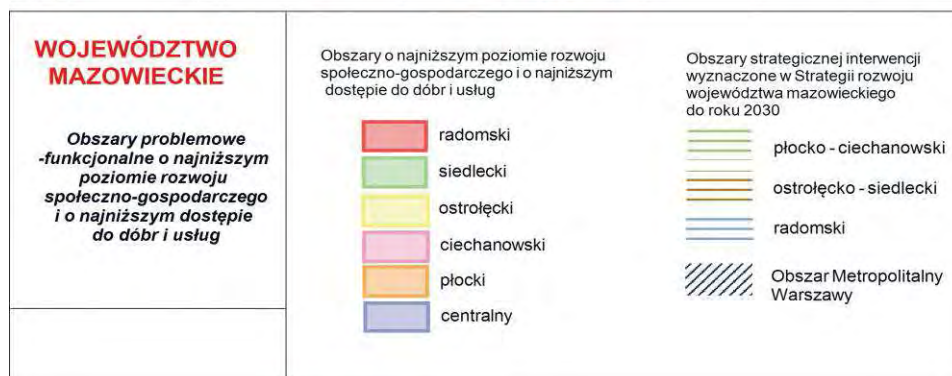 WOJEWÓDZTWO
MAZOWIECKIE
Obszary problemowe
-funkcjonalne o najniższym
poziomie rozwoju
społeczno-gospodarczego
i o najniższym dostępie
do dóbr i usług
Obszary o najniższym poziomie rozwoju
społeczno-gospodarczego i o najniższym
dostępie do dóbr i usług
radomski
siedlecki
ostrołęcki
ciechanowski
płocki
centralny
Obszary strategicznej interwencji
wyznaczone w Strategii rozwoju
województwa mazowieckiego
do roku 2030
płocko - ciechanowski
ostrołęcko - siedlecki
radomski
Obszar Metropolitalny
Warszawy